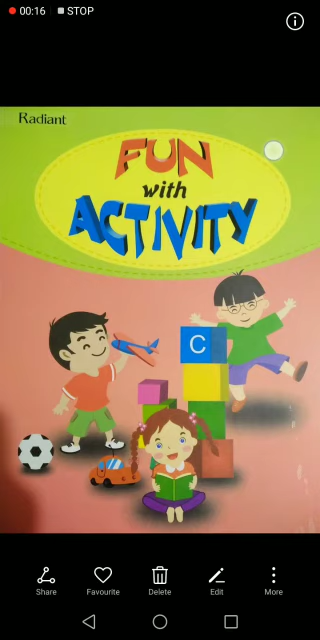 00:16 STOP
Radiant
FUN
with
ACTIVITY
C
Share Favourite Delete Edit More